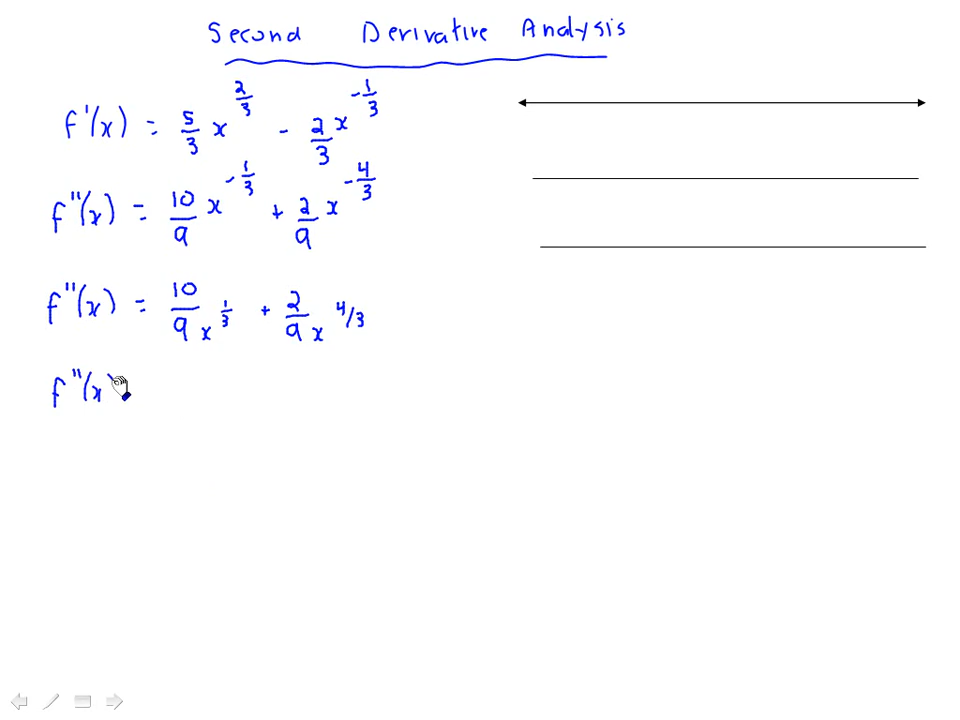 Second Derivative Analysis
f'(x) = 5/3 x^2/3 - 2/3 x^-1/3
f''(x) = 10/9 x^-1/3 + 2/9 x^-4/3
f''(x) = 10/9x^1/3 + 2/9x^4/3
f''(x